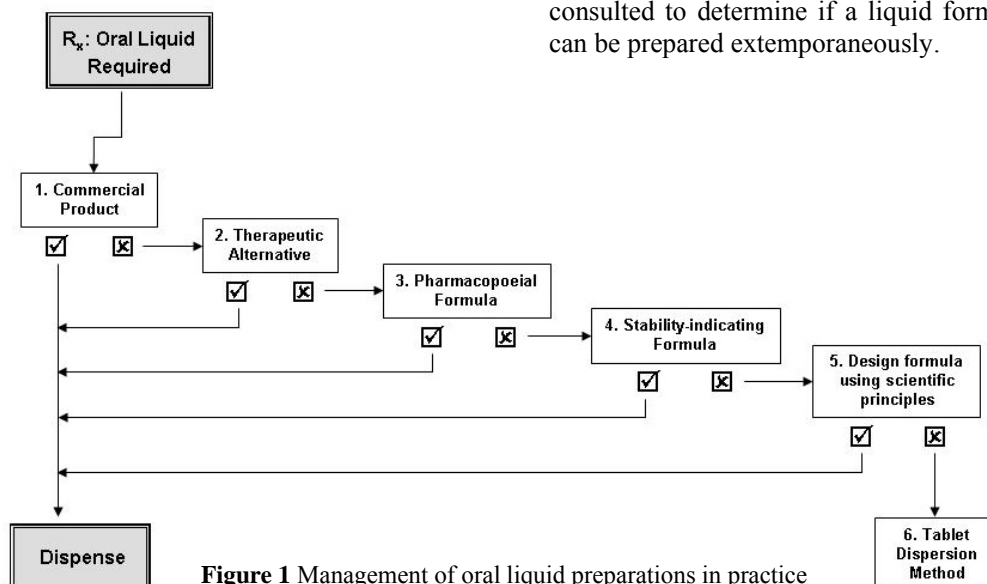 consulted to determine if a liquid form
can be prepared extemporaneously.
Rx: Oral Liquid
Required
1. Commercial
Product
2. Therapeutic
Alternative
3. Pharmacopoeial
Formula
4. Stability-indicating
Formula
5. Design formula
using scientific
principles
Dispense
6. Tablet
Dispersion
Method
Figure 1 Management of oral liquid preparations in practice